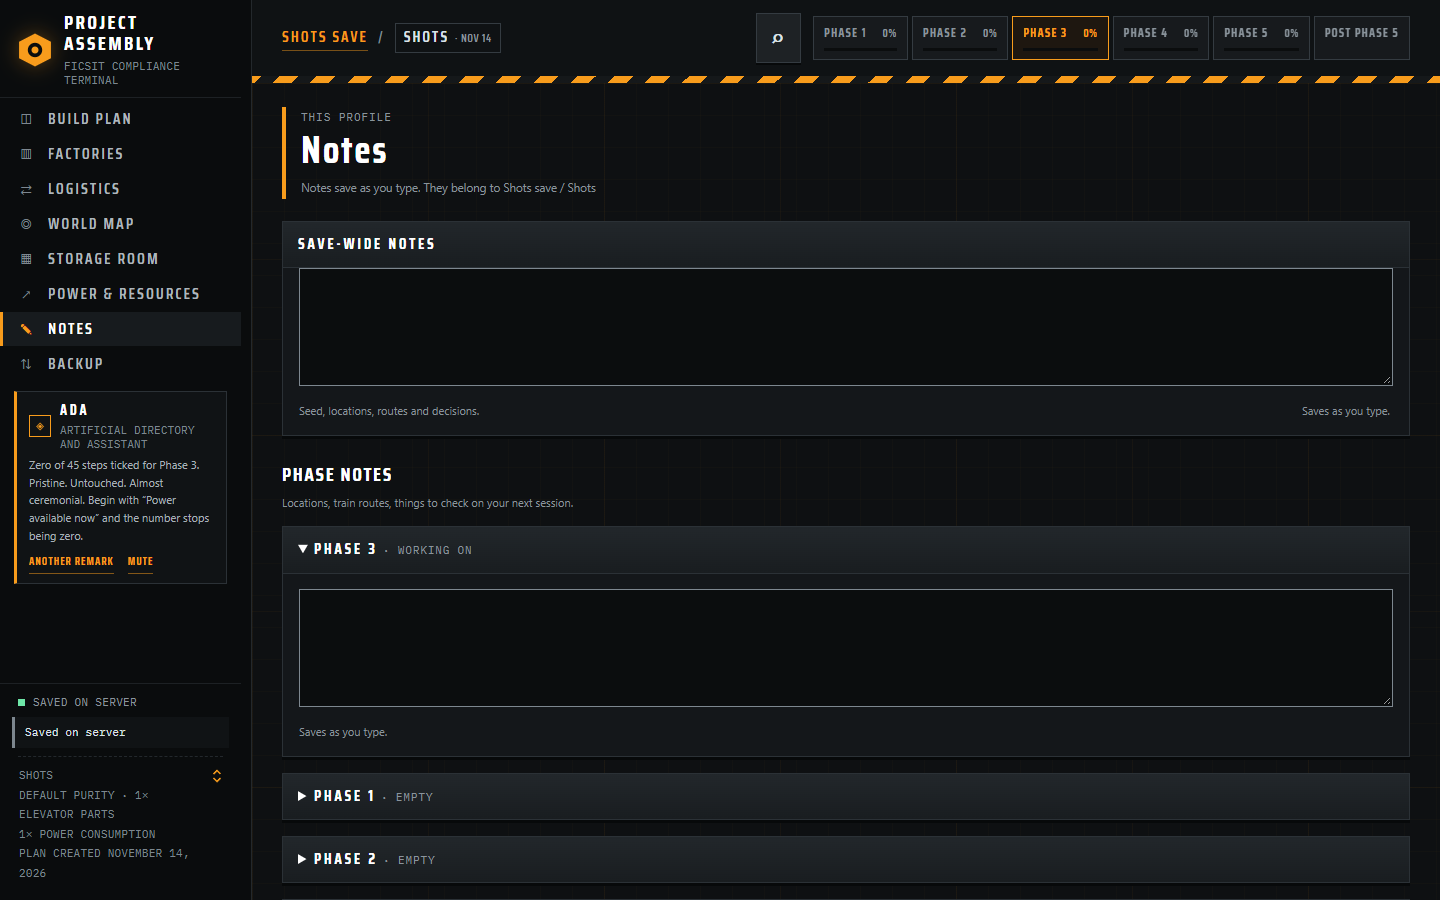 PROJECT
ASSEMBLY
FICSIT COMPLIANCE
TERMINAL
BUILD PLAN
FACTORIES
LOGISTICS
WORLD MAP
STORAGE ROOM
POWER & RESOURCES
NOTES
BACKUP
ADA
ARTIFICIAL DIRECTORY
AND ASSISTANT
Zero of 45 steps ticked for Phase 3.
Pristine. Untouched. Almost
ceremonial. Begin with “Power
available now” and the number stops
being zero.
ANOTHER REMARK MUTE
SAVED ON SERVER
Saved on server
SHOTS
DEFAULT PURITY · 1×
ELEVATOR PARTS
1× POWER CONSUMPTION
PLAN CREATED NOVEMBER 14,
2026
SHOTS SAVE / SHOTS · NOV 14
PHASE 1 0%
PHASE 2 0%
PHASE 3 0%
PHASE 4 0%
PHASE 5 0%
POST PHASE 5
THIS PROFILE
Notes
Notes save as you type. They belong to Shots save / Shots
SAVE-WIDE NOTES
Seed, locations, routes and decisions. Saves as you type.
PHASE NOTES
Locations, train routes, things to check on your next session.
PHASE 3 · WORKING ON
Saves as you type.
PHASE 1 · EMPTY
PHASE 2 · EMPTY